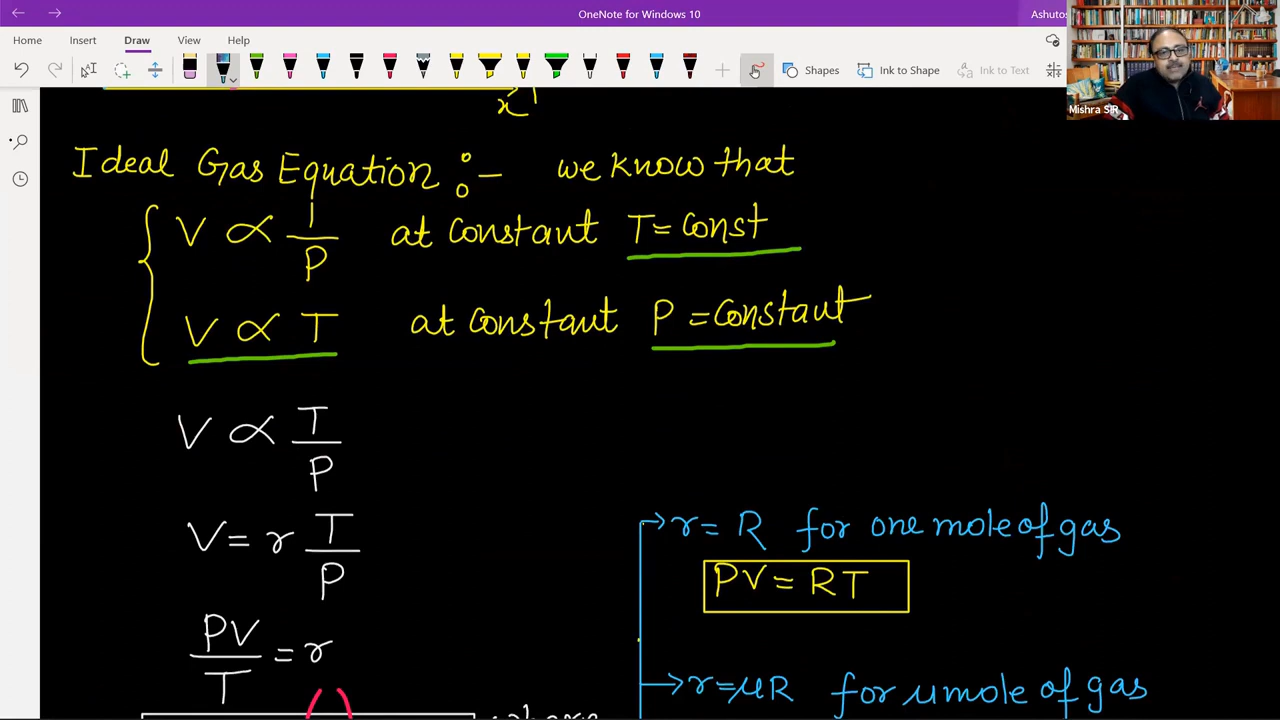 OneNote for Windows 10
Ashutos
Home Insert Draw View Help
Shapes Ink to Shape Ink to Text
Mishra SIR
x
Ideal Gas Equation :- we know that
V ∝ 1/P at constant T = const
V ∝ T at constant P = constant
V ∝ T/P
V = r T/P
PV/T = r
→ r = R for one mole of gas
PV = RT
→ r = μR for μ mole of gas